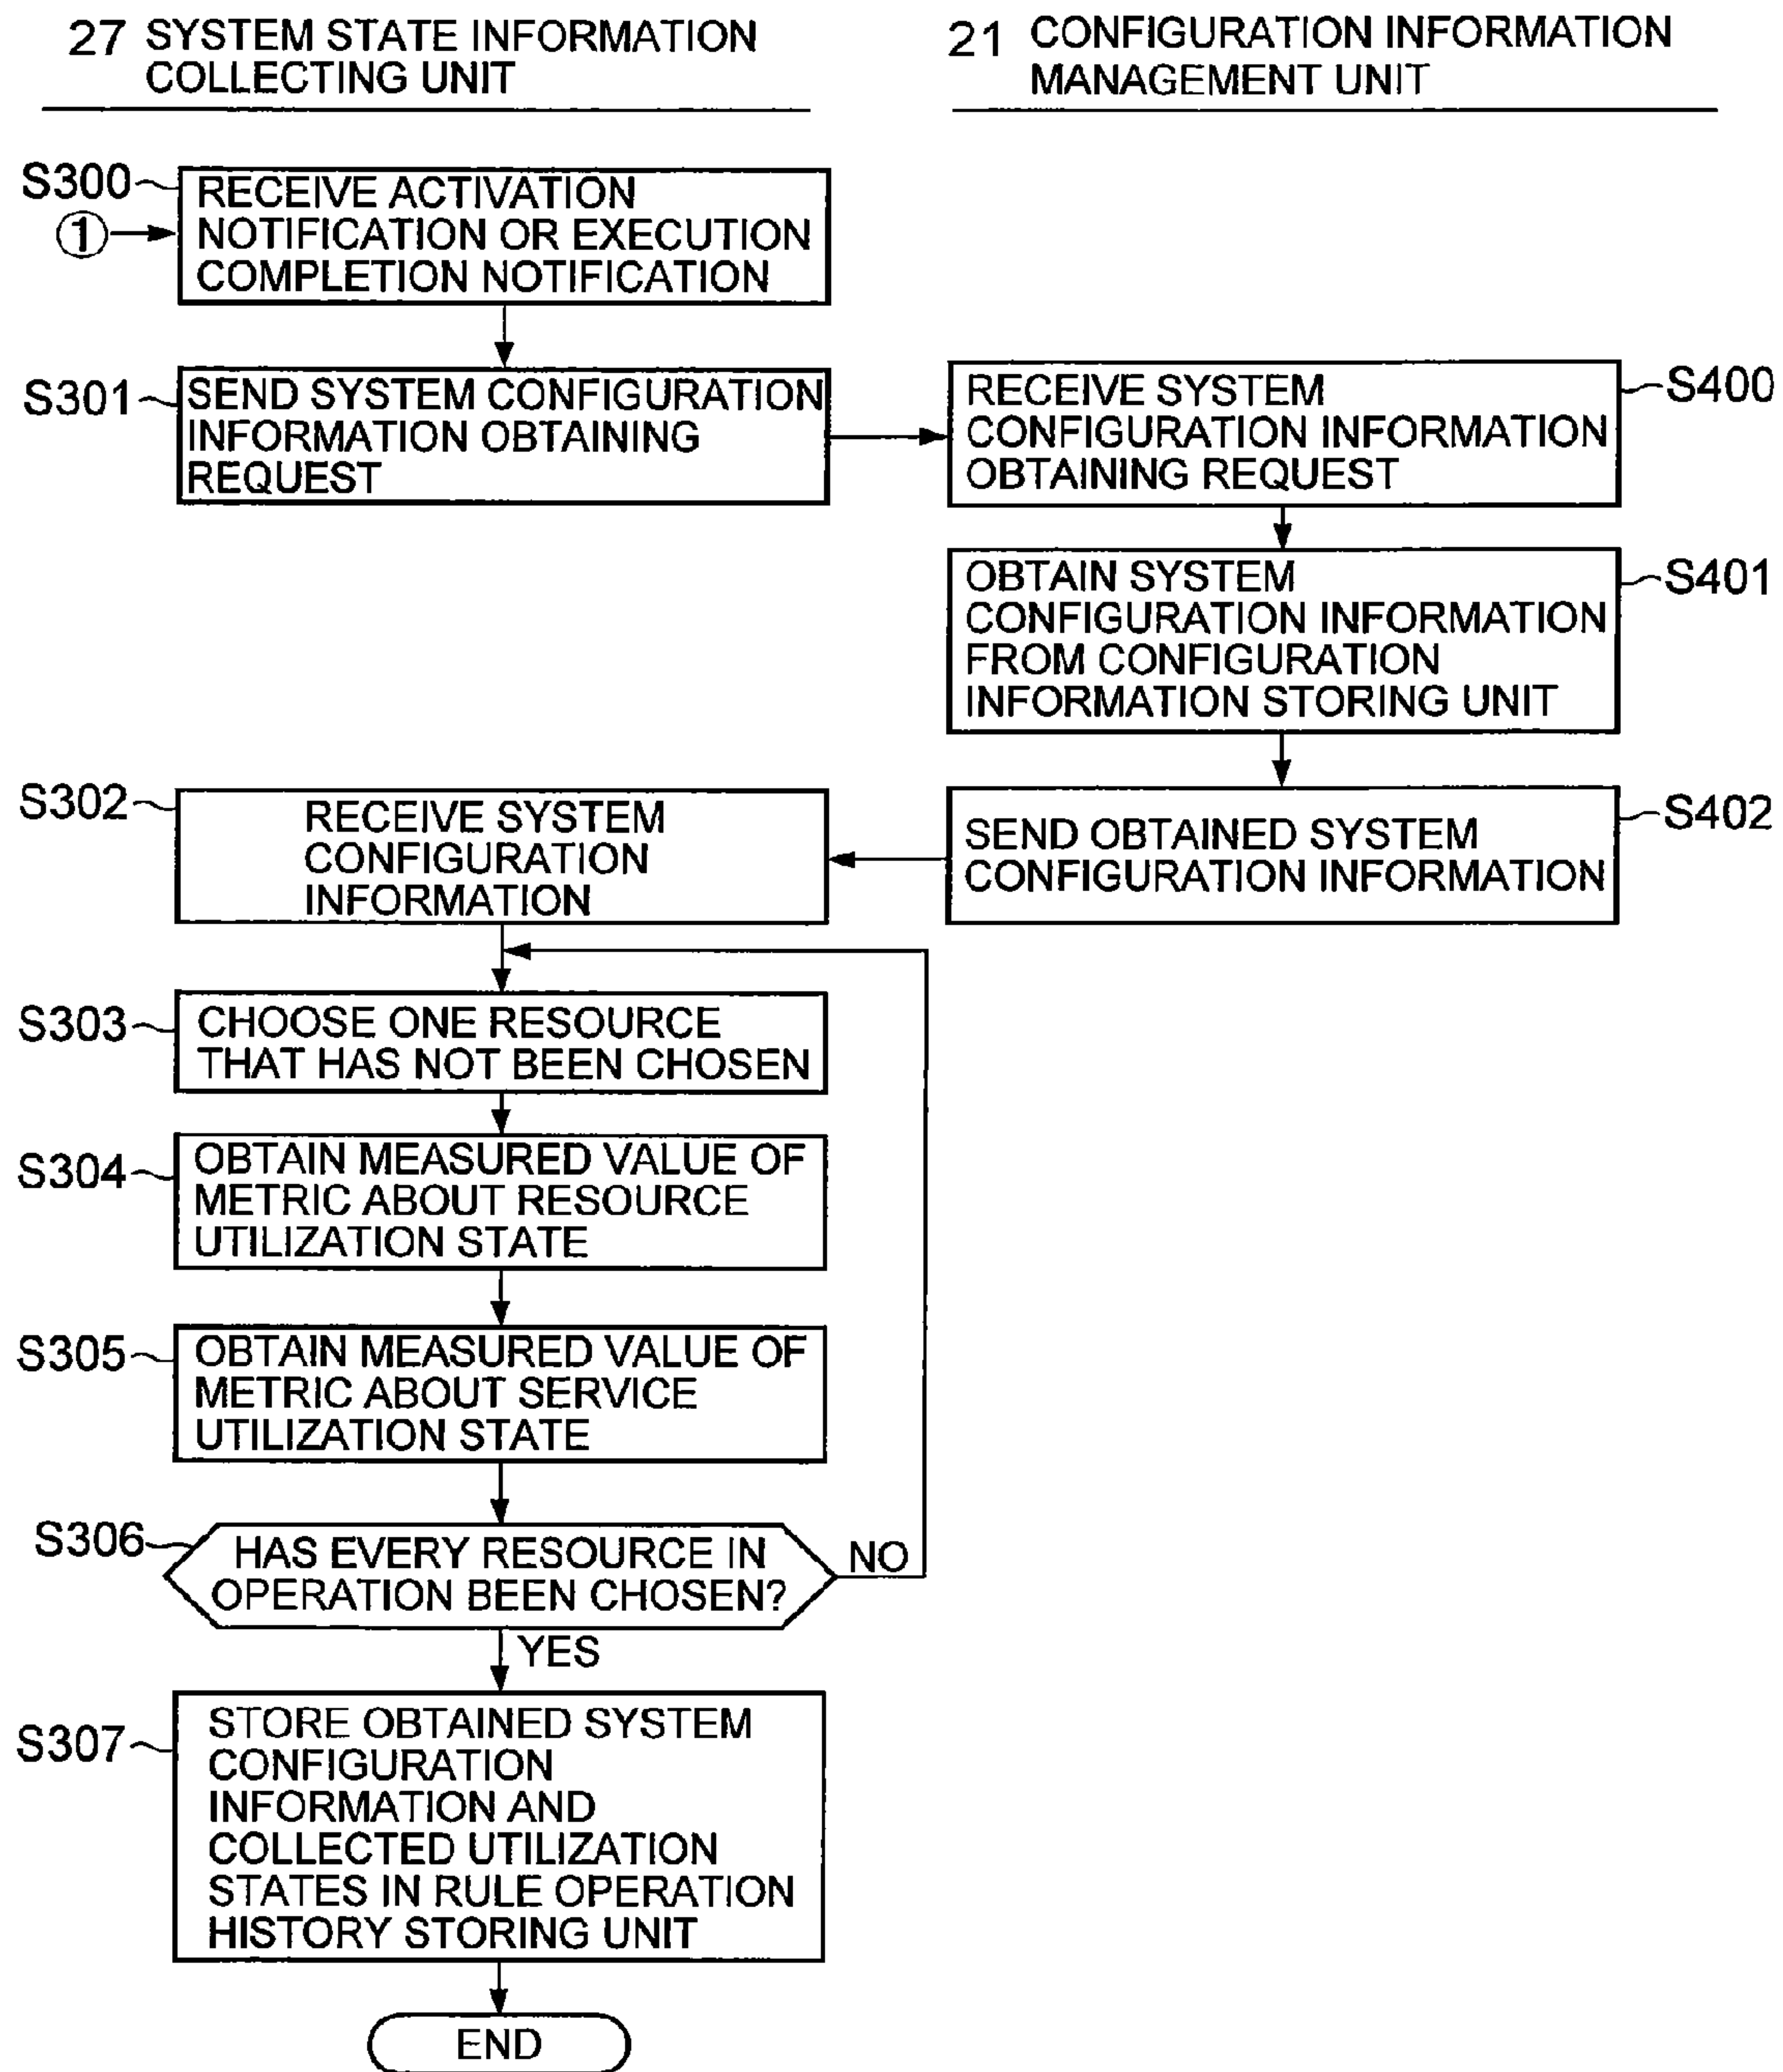 27 SYSTEM STATE INFORMATION
COLLECTING UNIT
21 CONFIGURATION INFORMATION
MANAGEMENT UNIT
S300
1
RECEIVE ACTIVATION
NOTIFICATION OR EXECUTION
COMPLETION NOTIFICATION
S301
SEND SYSTEM CONFIGURATION
INFORMATION OBTAINING
REQUEST
RECEIVE SYSTEM
CONFIGURATION INFORMATION
OBTAINING REQUEST
S400
OBTAIN SYSTEM
CONFIGURATION INFORMATION
FROM CONFIGURATION
INFORMATION STORING UNIT
S401
SEND OBTAINED SYSTEM
CONFIGURATION INFORMATION
S402
S302
RECEIVE SYSTEM
CONFIGURATION
INFORMATION
S303
CHOOSE ONE RESOURCE
THAT HAS NOT BEEN CHOSEN
S304
OBTAIN MEASURED VALUE OF
METRIC ABOUT RESOURCE
UTILIZATION STATE
S305
OBTAIN MEASURED VALUE OF
METRIC ABOUT SERVICE
UTILIZATION STATE
S306
HAS EVERY RESOURCE IN
OPERATION BEEN CHOSEN?
NO
YES
S307
STORE OBTAINED SYSTEM
CONFIGURATION
INFORMATION AND
COLLECTED UTILIZATION
STATES IN RULE OPERATION
HISTORY STORING UNIT
END